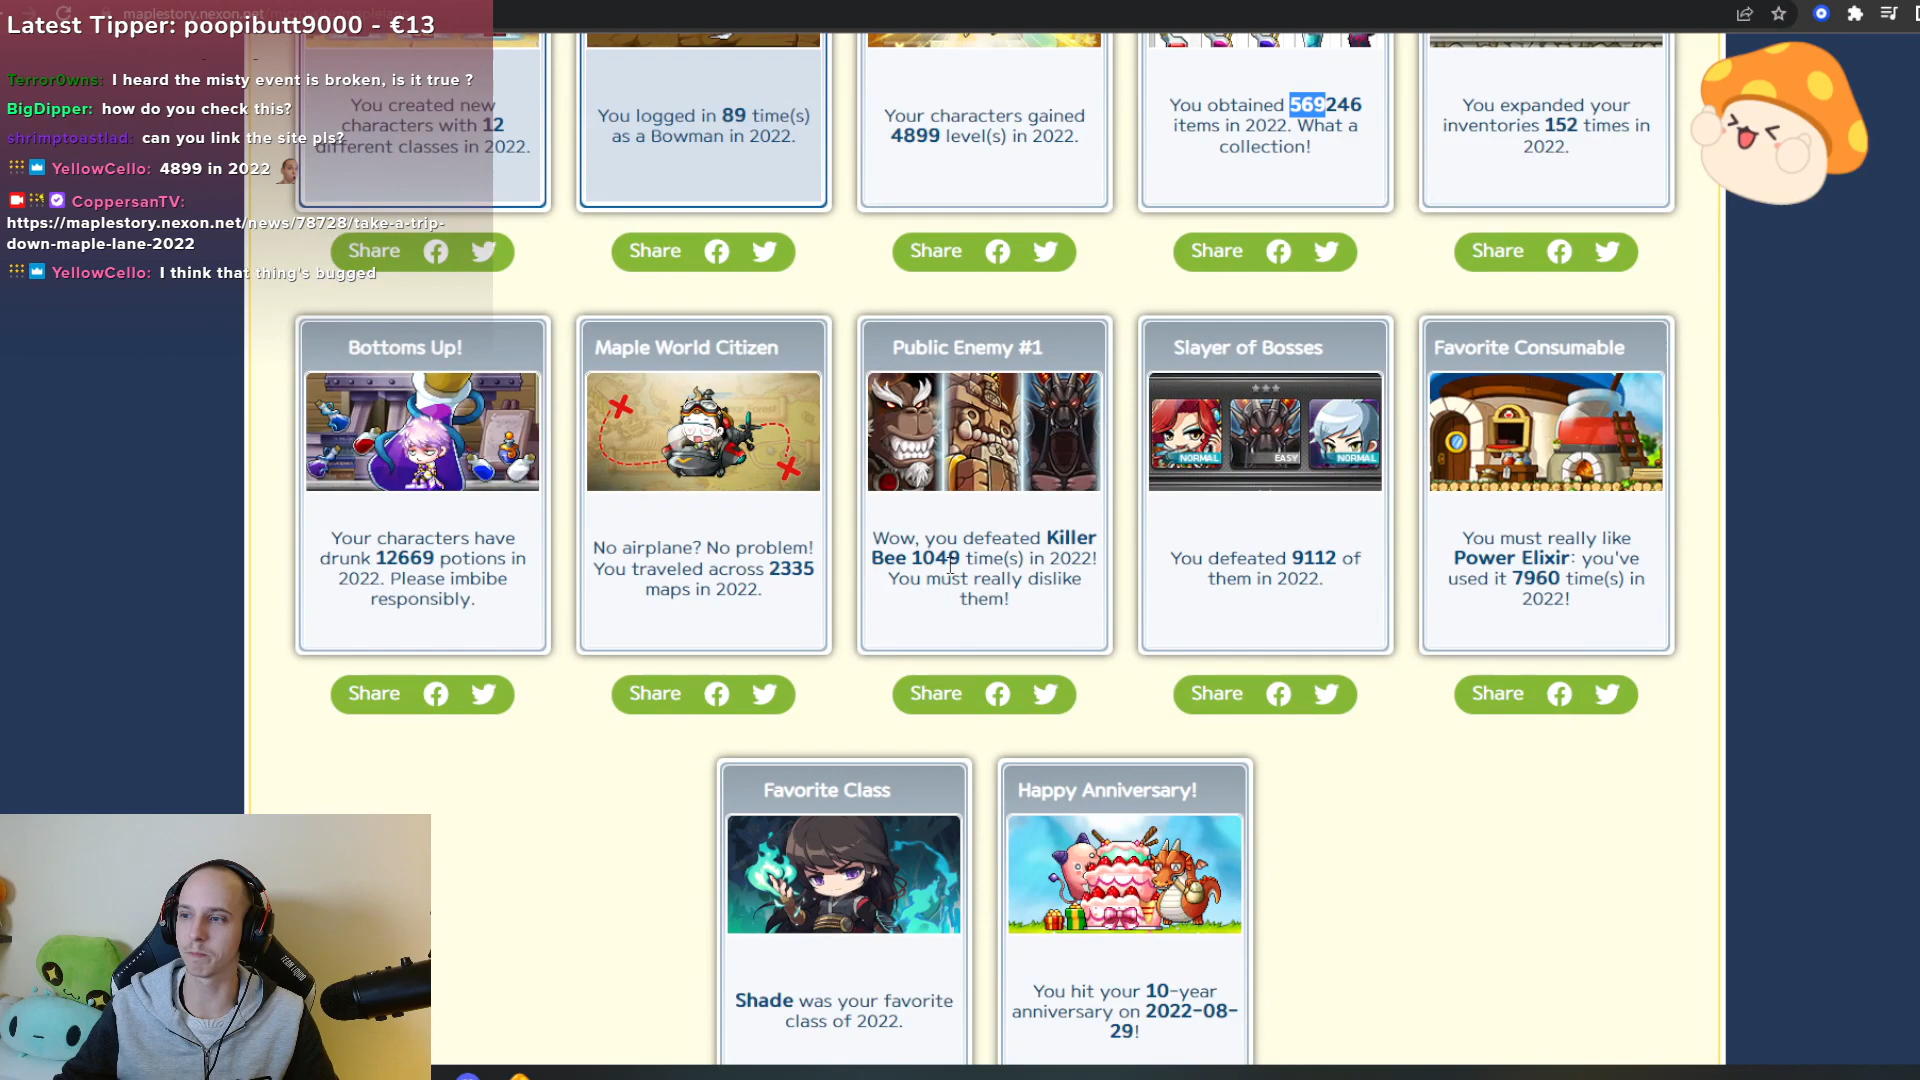 maplestory.nexon.net
Latest Tipper: poopibutt9000 - €13
Terror0wns: I heard the misty event is broken, is it true ?
BigDipper: how do you check this?
shrimptoastlad: can you link the site pls?
YellowCello: 4899 in 2022
CoppersanTV:
https://maplestory.nexon.net/news/78728/take-a-trip-
down-maple-lane-2022
YellowCello: I think that thing's bugged
You created new
characters with 12
different classes in 2022.
You logged in 89 time(s)
as a Bowman in 2022.
Your characters gained
4899 level(s) in 2022.
You obtained 569246
items in 2022. What a
collection!
You expanded your
inventories 152 times in
2022.
Share
Share
Share
Share
Share
Bottoms Up!
Your characters have
drunk 12669 potions in
2022. Please imbibe
responsibly.
Maple World Citizen
No airplane? No problem!
You traveled across 2335
maps in 2022.
Public Enemy #1
Wow, you defeated Killer
Bee 1049 time(s) in 2022!
You must really dislike
them!
Slayer of Bosses
NORMAL
EASY
NORMAL
You defeated 9112 of
them in 2022.
Favorite Consumable
You must really like
Power Elixir: you've
used it 7960 time(s) in
2022!
Share
Share
Share
Share
Share
Favorite Class
Shade was your favorite
class of 2022.
Happy Anniversary!
You hit your 10-year
anniversary on 2022-08-
29!
TEAM LIQUID